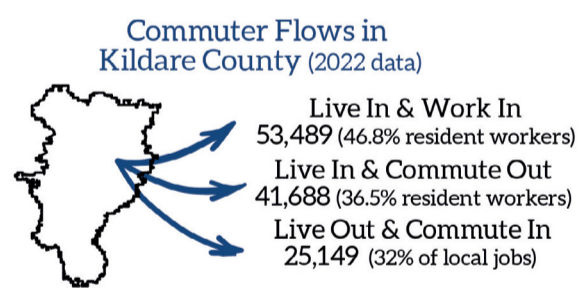 Commuter Flows in
Kildare County (2022 data)
Live In & Work In
53,489 (46.8% resident workers)
Live In & Commute Out
41,688 (36.5% resident workers)
Live Out & Commute In
25,149 (32% of local jobs)